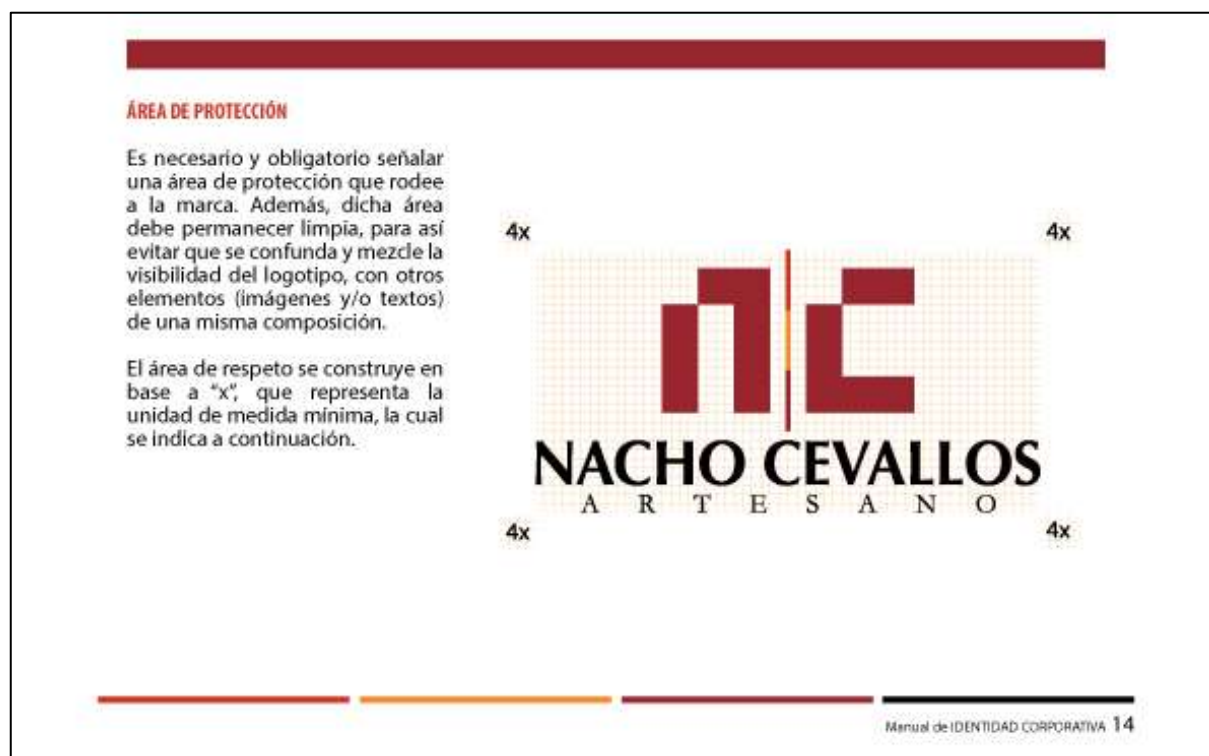 ÁREA DE PROTECCIÓN
Es necesario y obligatorio señalar
una área de protección que rodee
a la marca. Además, dicha área
debe permanecer limpia, para así
evitar que se confunda y mezcle la
visibilidad del logotipo, con otros
elementos (imágenes y/o textos)
de una misma composición.
El área de respeto se construye en
base a “x”, que representa la
unidad de medida mínima, la cual
se indica a continuación.
4x
4x
nc
NACHO CEVALLOS
ARTESANO
4x
4x
Manual de IDENTIDAD CORPORATIVA 14